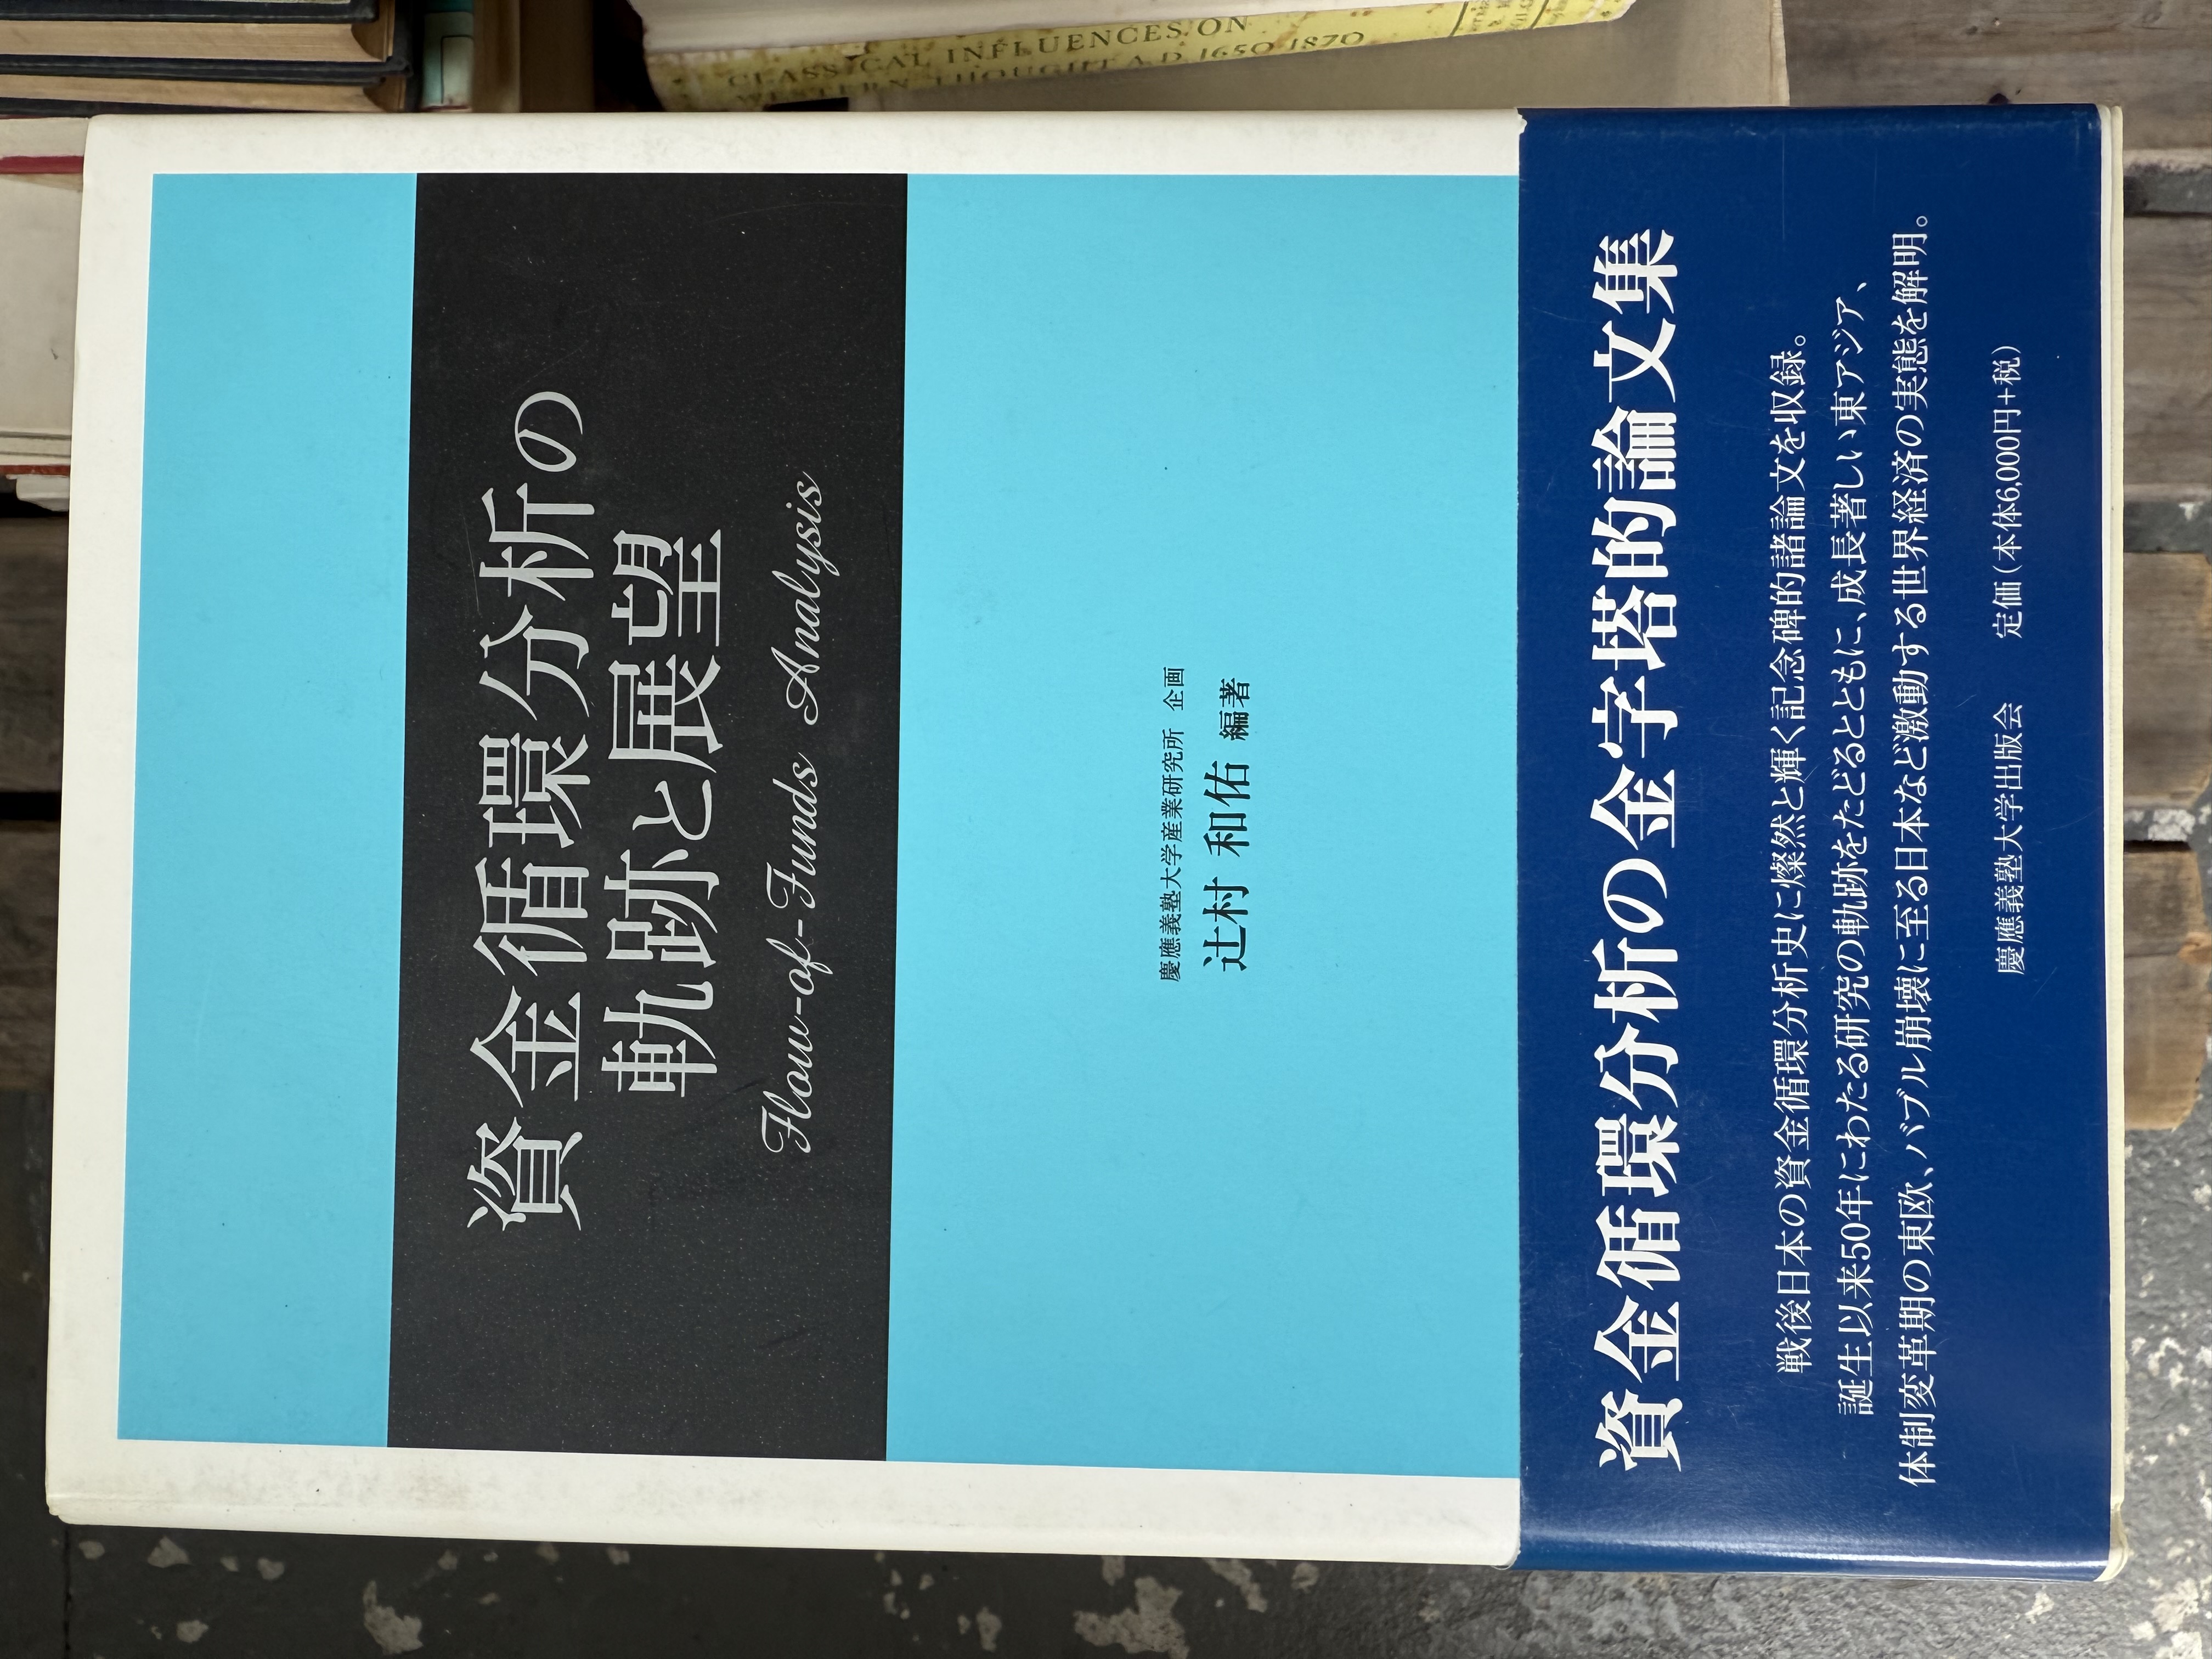 資金循環分析の
軌跡と展望
Flow-of-Funds Analysis
慶應義塾大学産業研究所 企画
辻村 和佑 編著
資金循環分析の金字塔的論文集
戦後日本の資金循環分析史に燦然と輝く記念碑的諸論文を収録。
誕生以来50年にわたる研究の軌跡をたどるとともに、成長著しい東アジア、
体制変革期の東欧、バブル崩壊に至る日本など激動する世界経済の実態を解明。
慶應義塾大学出版会 定価(本体6,000円+税)
CLASSICAL INFLUENCES ON
WESTERN THOUGHT A.D. 1650-1870